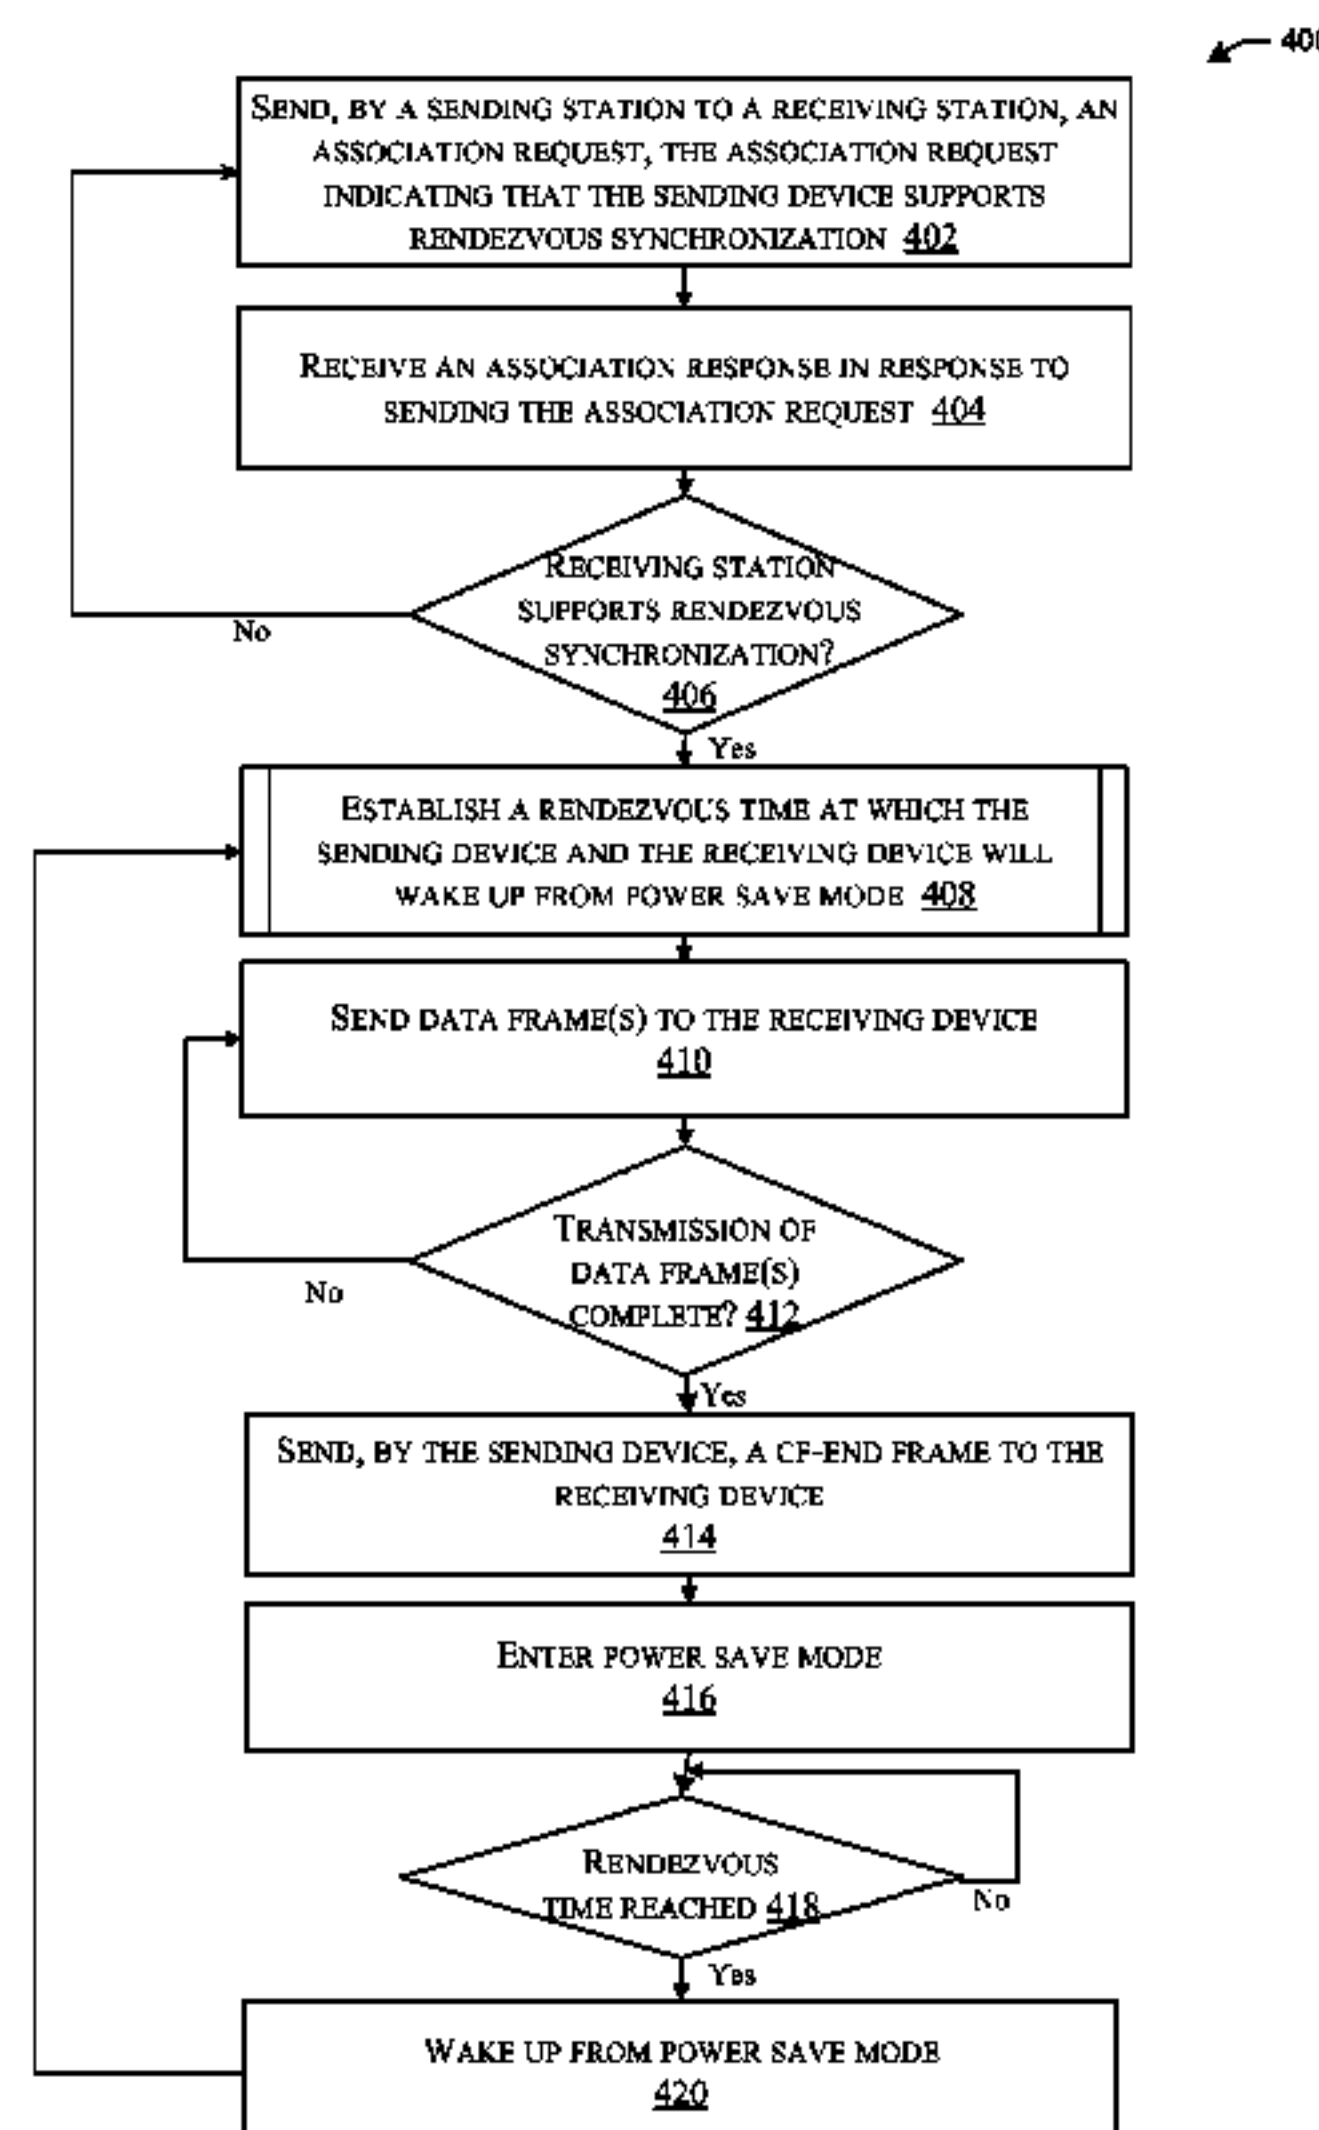 400
SEND, BY A SENDING STATION TO A RECEIVING STATION, AN
ASSOCIATION REQUEST, THE ASSOCIATION REQUEST
INDICATING THAT THE SENDING DEVICE SUPPORTS
RENDEZVOUS SYNCHRONIZATION 402
RECEIVE AN ASSOCIATION RESPONSE IN RESPONSE TO
SENDING THE ASSOCIATION REQUEST 404
RECEIVING STATION
SUPPORTS RENDEZVOUS
SYNCHRONIZATION?
406
No
Yes
ESTABLISH A RENDEZVOUS TIME AT WHICH THE
SENDING DEVICE AND THE RECEIVING DEVICE WILL
WAKE UP FROM POWER SAVE MODE 408
SEND DATA FRAME(S) TO THE RECEIVING DEVICE
410
TRANSMISSION OF
DATA FRAME(S)
COMPLETE? 412
No
Yes
SEND, BY THE SENDING DEVICE, A CF-END FRAME TO THE
RECEIVING DEVICE
414
ENTER POWER SAVE MODE
416
RENDEZVOUS
TIME REACHED 418
No
Yes
WAKE UP FROM POWER SAVE MODE
420